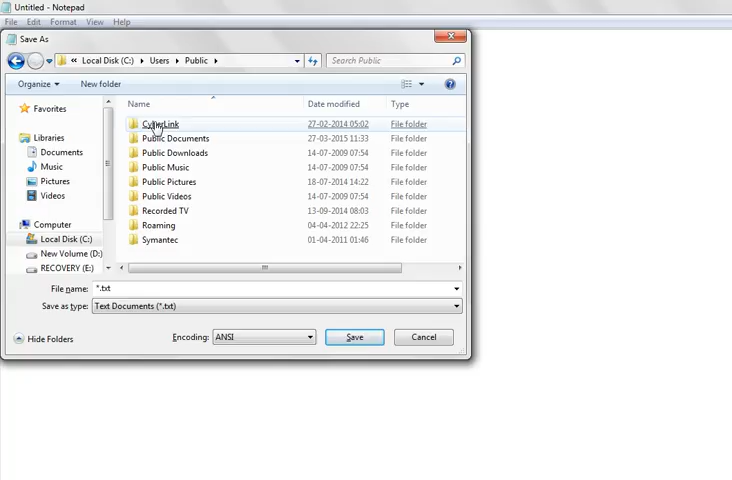 Untitled - Notepad
File Edit Format View Help
Save As
« Local Disk (C:) ▸ Users ▸ Public ▸
Search Public
Organize ▾ New folder
Favorites
Libraries
Documents
Music
Pictures
Videos
Computer
Local Disk (C:)
New Volume (D:)
RECOVERY (E:)
Name Date modified Type
CyberLink 27-02-2014 05:02 File folder
Public Documents 27-03-2015 11:33 File folder
Public Downloads 14-07-2009 07:54 File folder
Public Music 14-07-2009 07:54 File folder
Public Pictures 18-07-2014 14:22 File folder
Public Videos 14-07-2009 07:54 File folder
Recorded TV 13-09-2014 08:03 File folder
Roaming 04-04-2012 22:25 File folder
Symantec 01-04-2011 01:46 File folder
File name: *.txt
Save as type: Text Documents (*.txt)
Hide Folders
Encoding: ANSI
Save Cancel